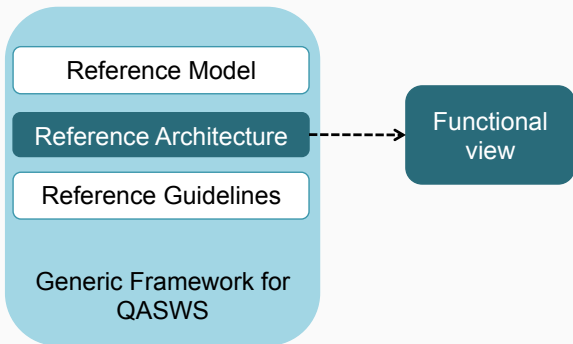 Reference Model
Reference Architecture
Functional
view
Reference Guidelines
Generic Framework for
QASWS